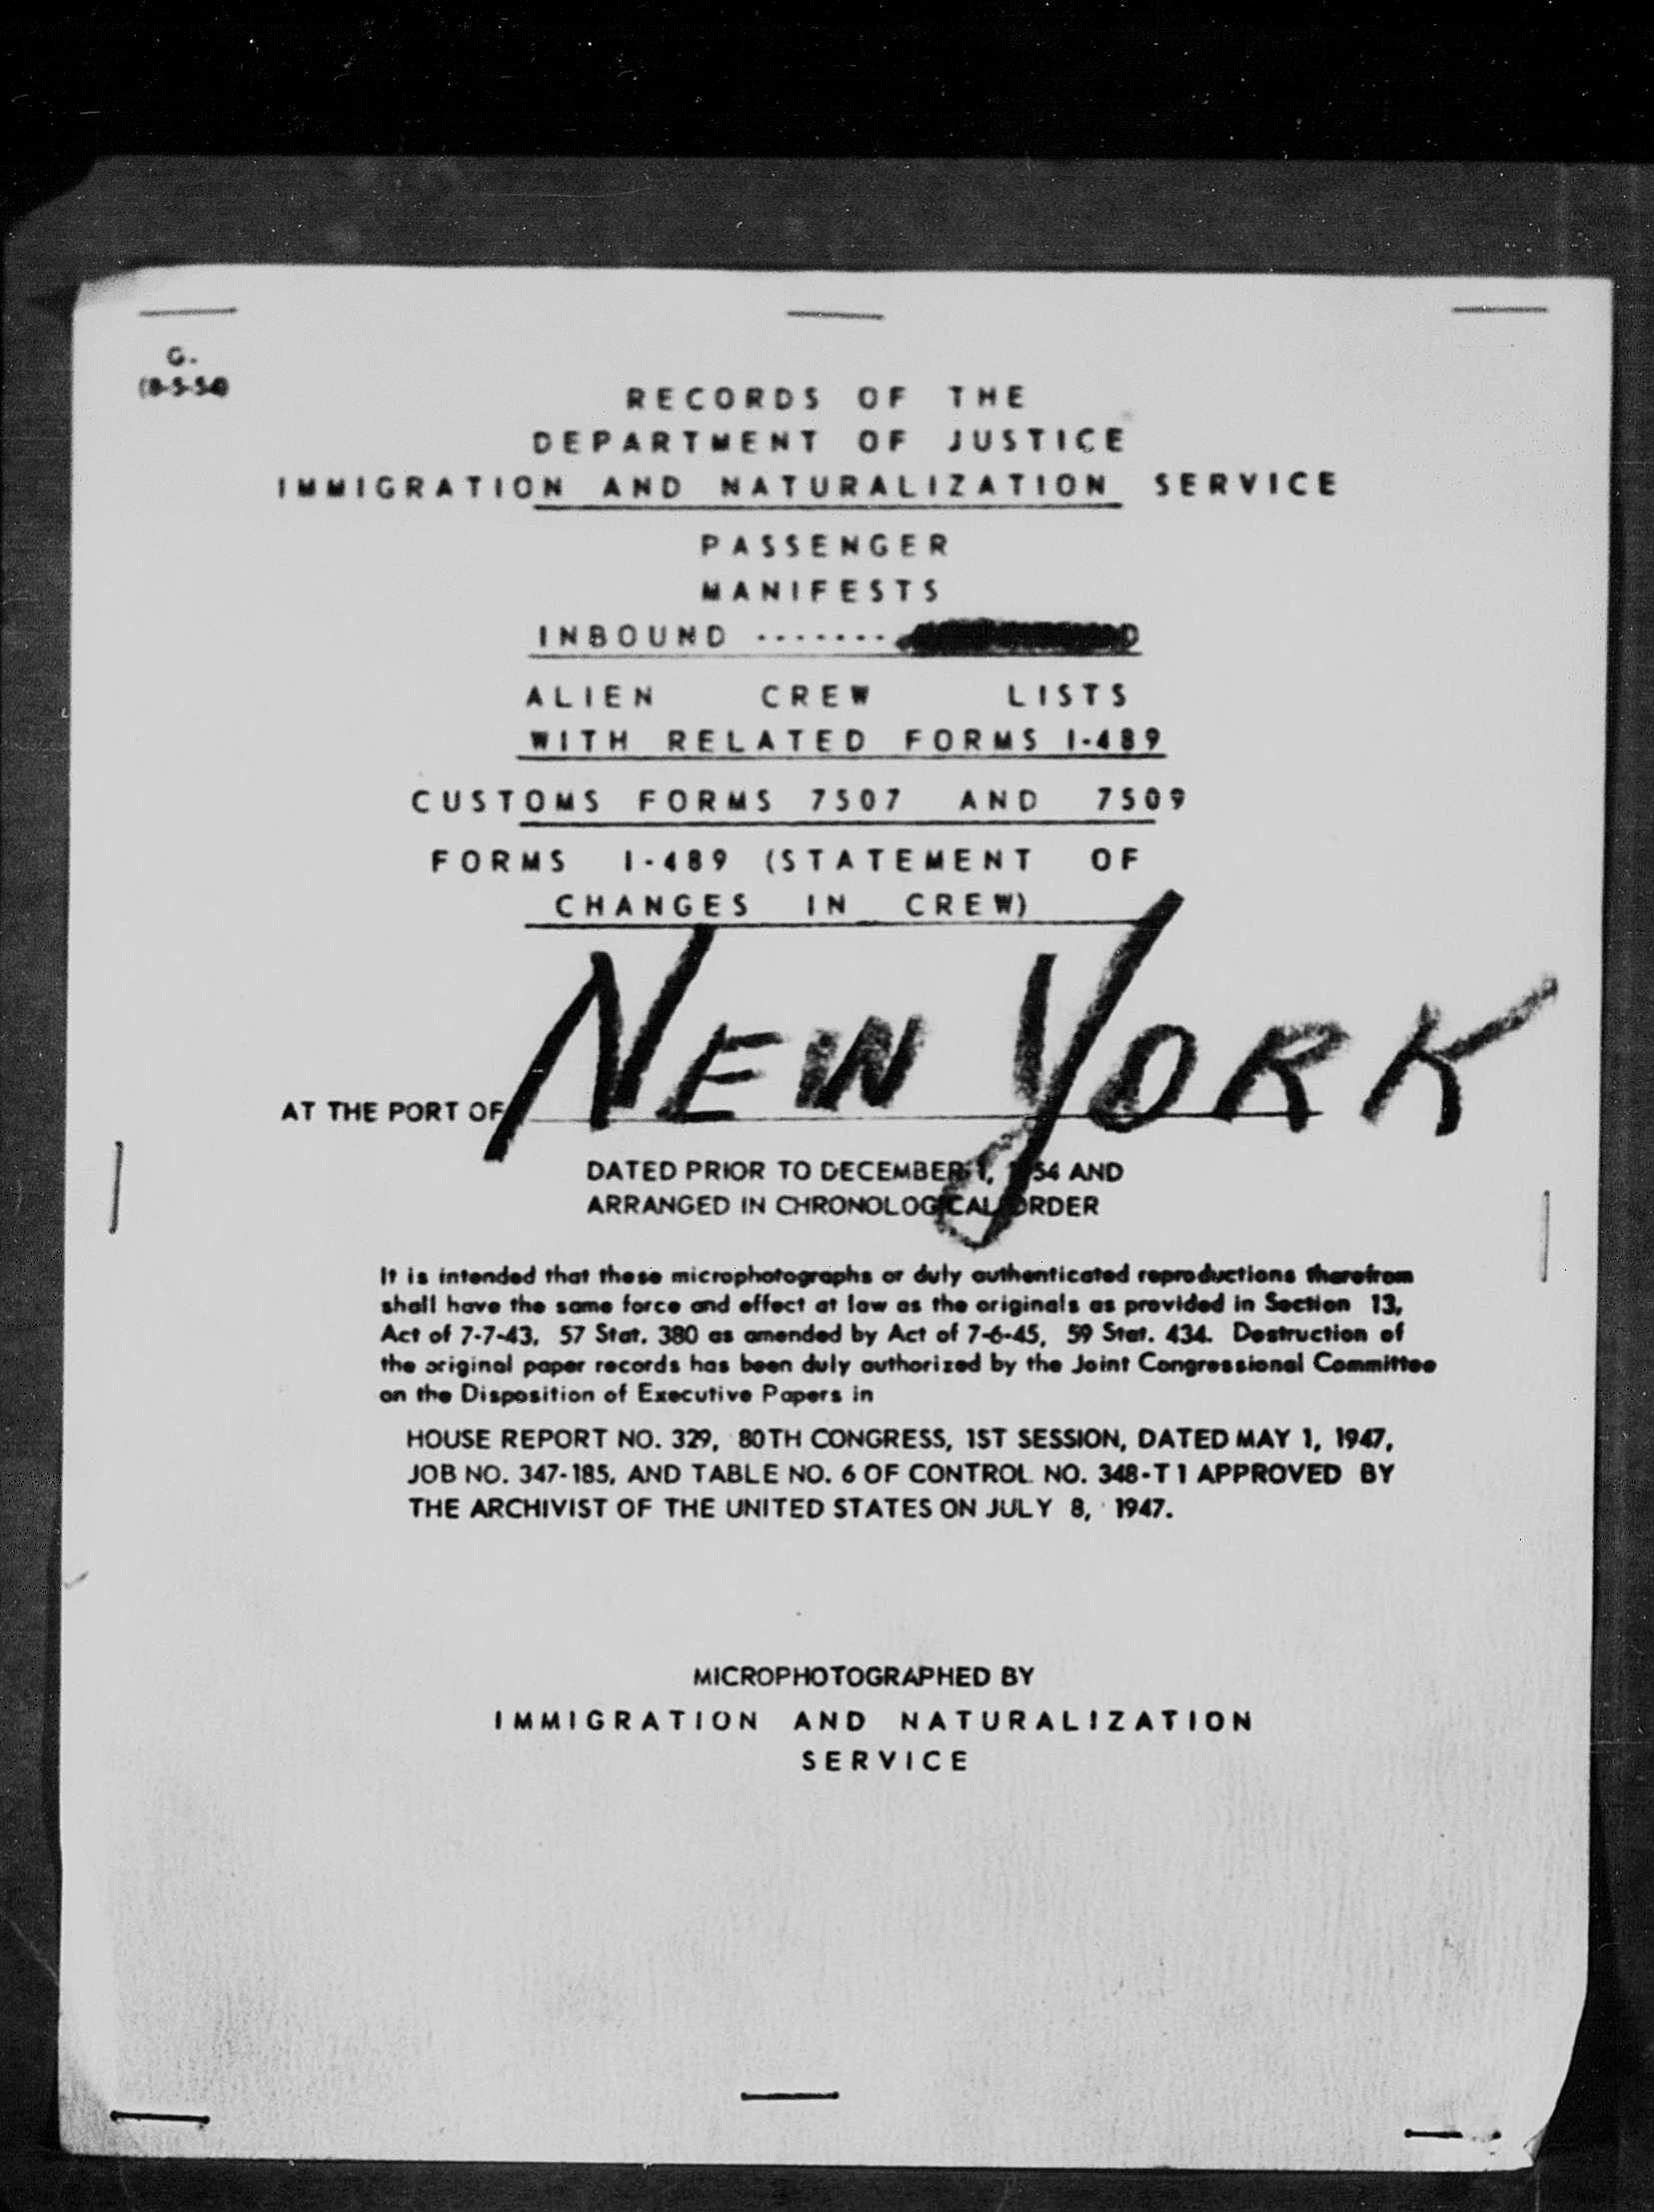 G.
(8-5-54)
RECORDS OF THE
DEPARTMENT OF JUSTICE
IMMIGRATION AND NATURALIZATION SERVICE
PASSENGER
MANIFESTS
INBOUND .......
ALIEN CREW LISTS
WITH RELATED FORMS I-489
CUSTOMS FORMS 7507 AND 7509
FORMS I-489 (STATEMENT OF
CHANGES IN CREW)
AT THE PORT OF NEW YORK
DATED PRIOR TO DECEMBER 1, 1954 AND
ARRANGED IN CHRONOLOGICAL ORDER
It is intended that these microphotographs or duly authenticated reproductions therefrom
shall have the same force and effect at law as the originals as provided in Section 13,
Act of 7-7-43, 57 Stat. 380 as amended by Act of 7-6-45, 59 Stat. 434. Destruction of
the original paper records has been duly authorized by the Joint Congressional Committee
on the Disposition of Executive Papers in
HOUSE REPORT NO. 329, 80TH CONGRESS, 1ST SESSION, DATED MAY 1, 1947,
JOB NO. 347-185, AND TABLE NO. 6 OF CONTROL NO. 348-T1 APPROVED BY
THE ARCHIVIST OF THE UNITED STATES ON JULY 8, 1947.
MICROPHOTOGRAPHED BY
IMMIGRATION AND NATURALIZATION
SERVICE